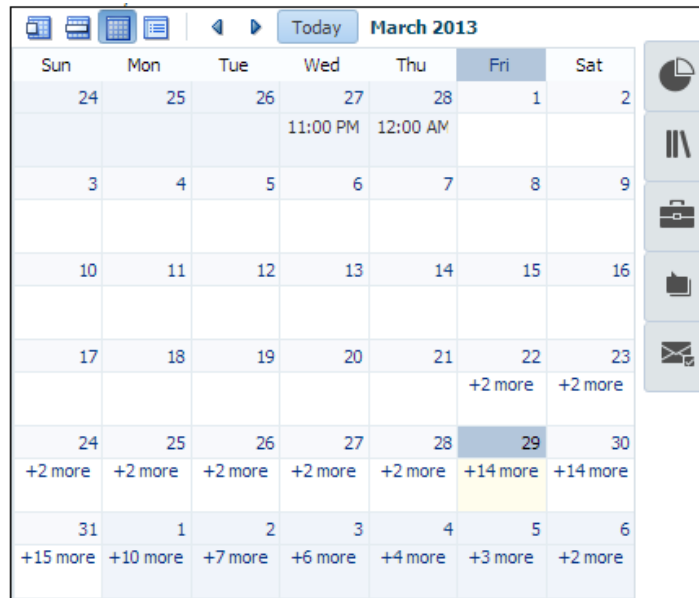 Today March 2013
Sun Mon Tue Wed Thu Fri Sat
24 25 26 27 28 1 2
11:00 PM 12:00 AM
3 4 5 6 7 8 9
10 11 12 13 14 15 16
17 18 19 20 21 22 23
+2 more +2 more
24 25 26 27 28 29 30
+2 more +2 more +2 more +2 more +2 more +14 more +14 more
31 1 2 3 4 5 6
+15 more +10 more +7 more +6 more +4 more +3 more +2 more